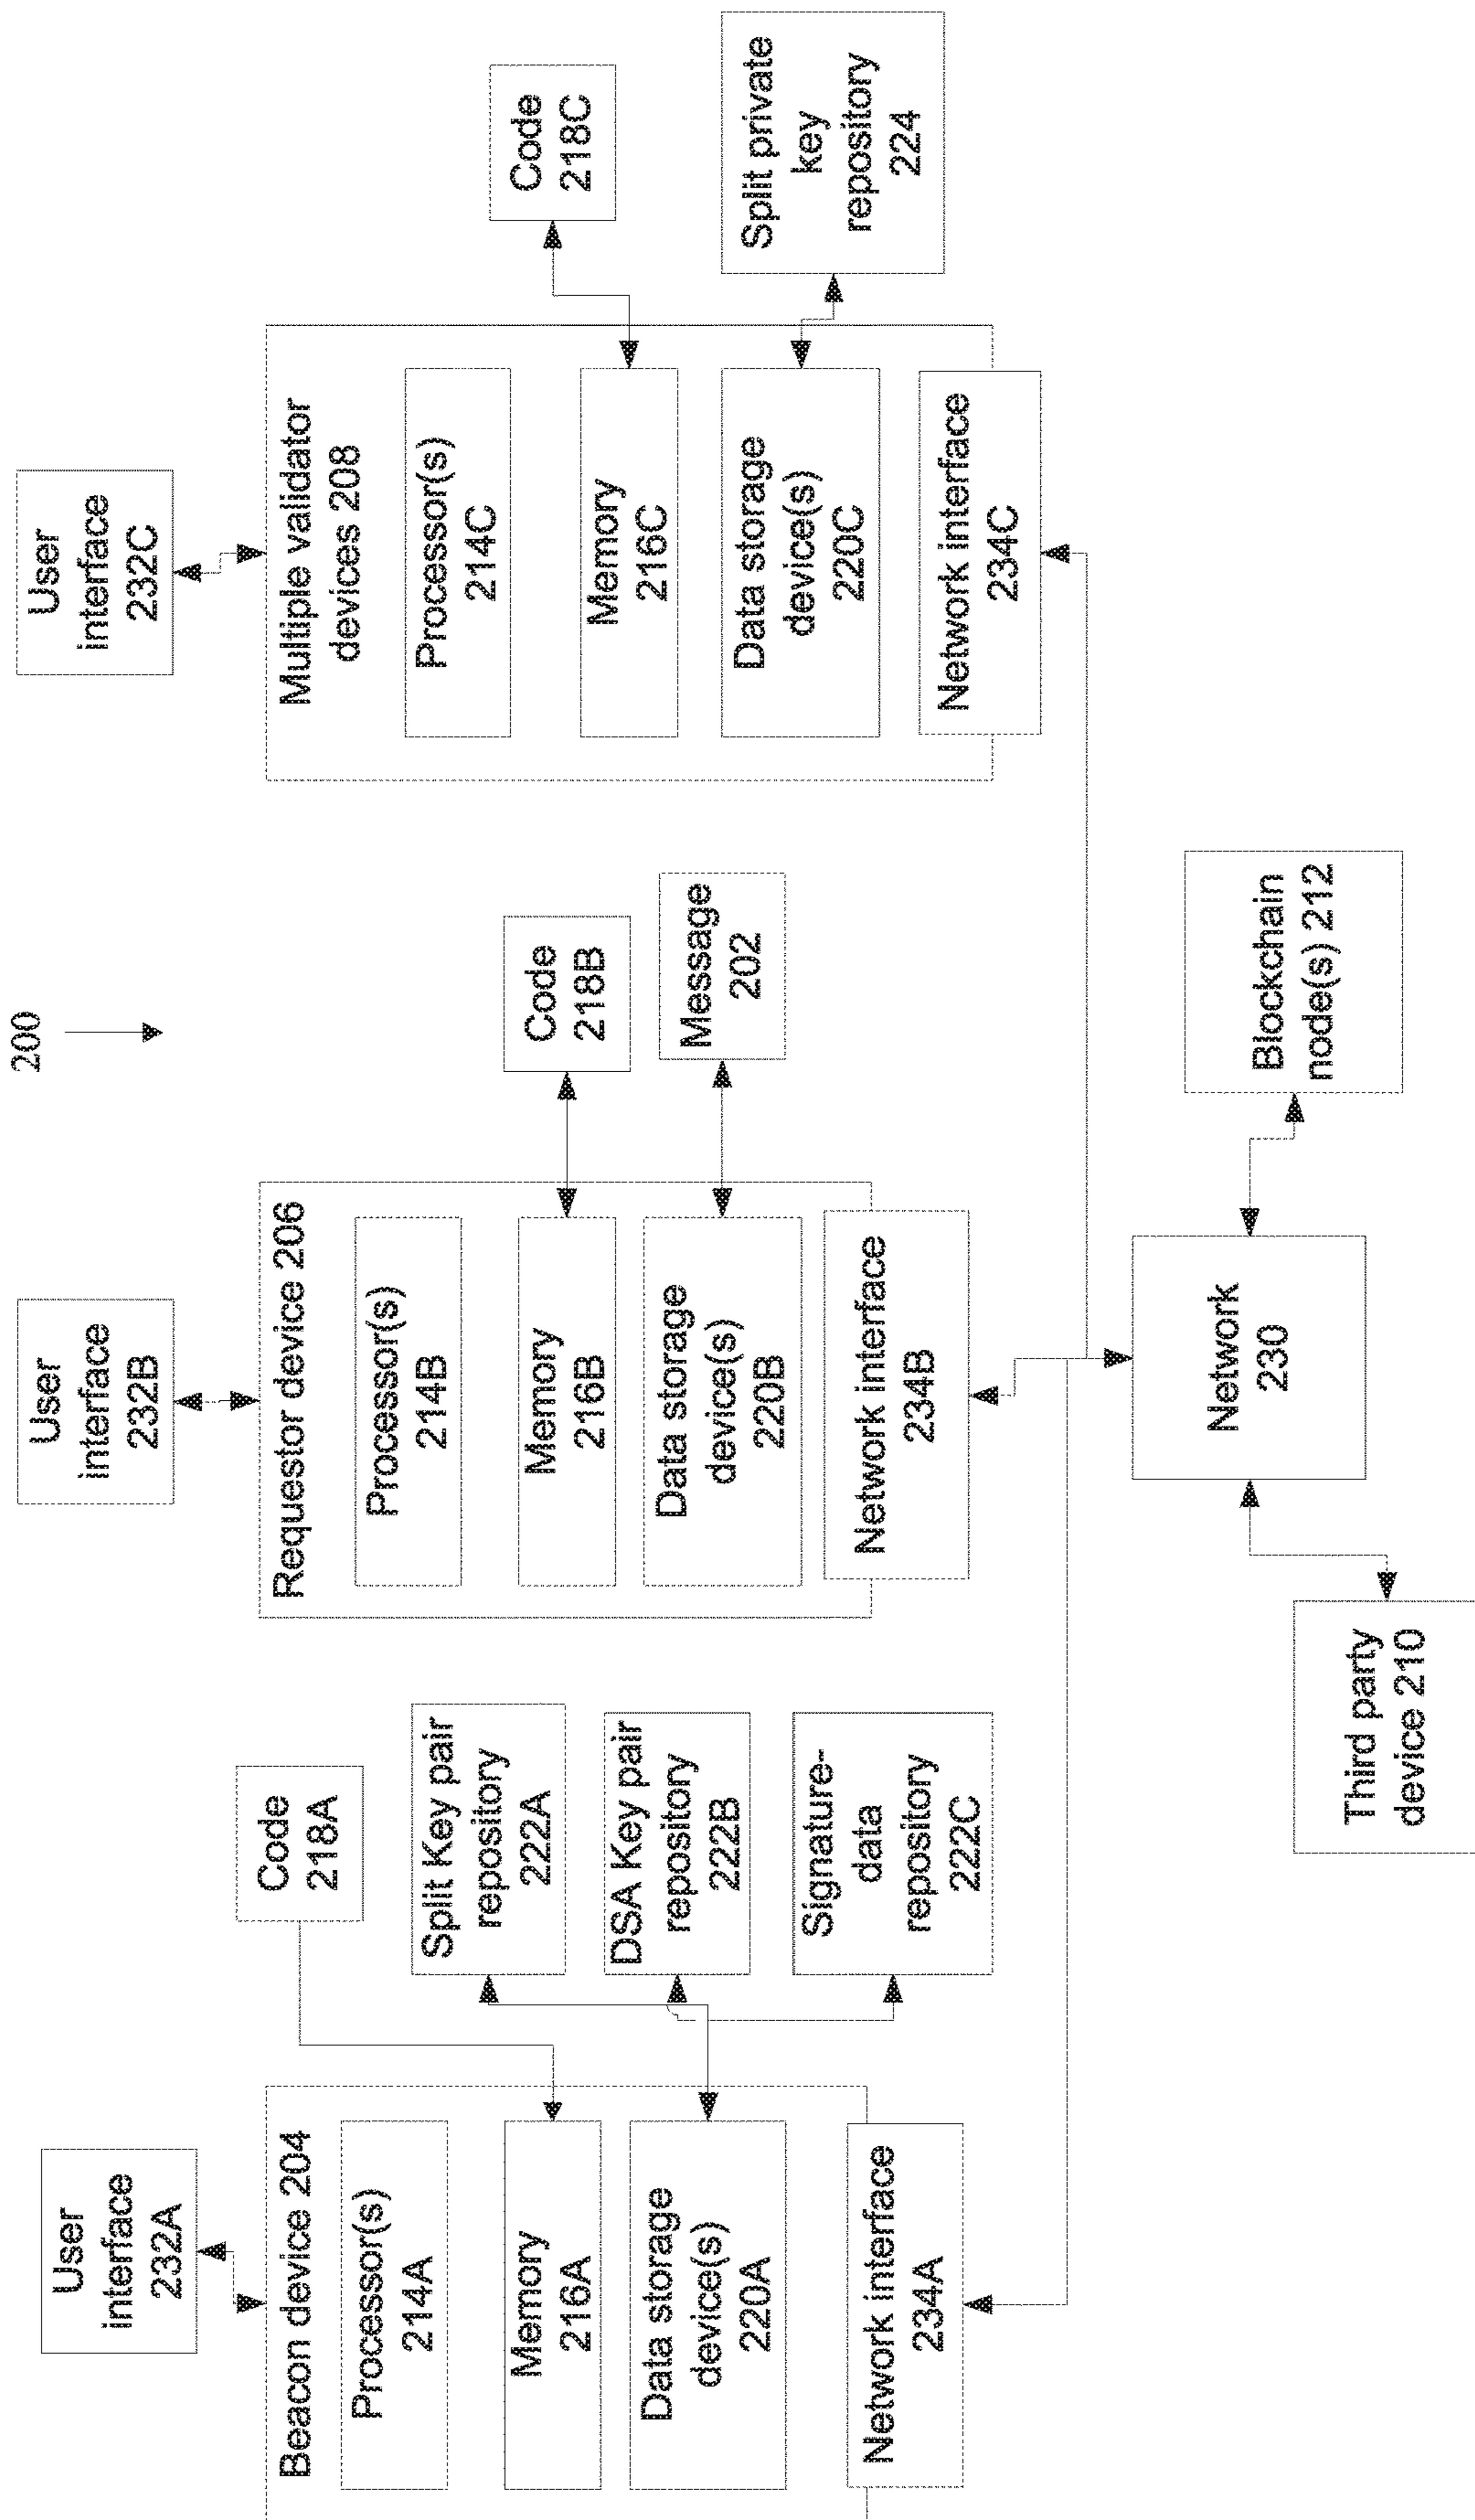 200
User
interface
232A
Beacon device 204
Processor(s)
214A
Memory
216A
Data storage
device(s)
220A
Network interface
234A
Code
218A
Split Key pair
repository
222A
DSA Key pair
repository
222B
Signature-
data
repository
222C
User
interface
232B
Requestor device 206
Processor(s)
214B
Memory
216B
Data storage
device(s)
220B
Network interface
234B
Code
218B
Message
202
User
interface
232C
Multiple validator
devices 208
Processor(s)
214C
Memory
216C
Data storage
device(s)
220C
Network interface
234C
Code
218C
Split private
key
repository
224
Third party
device 210
Network
230
Blockchain
node(s) 212